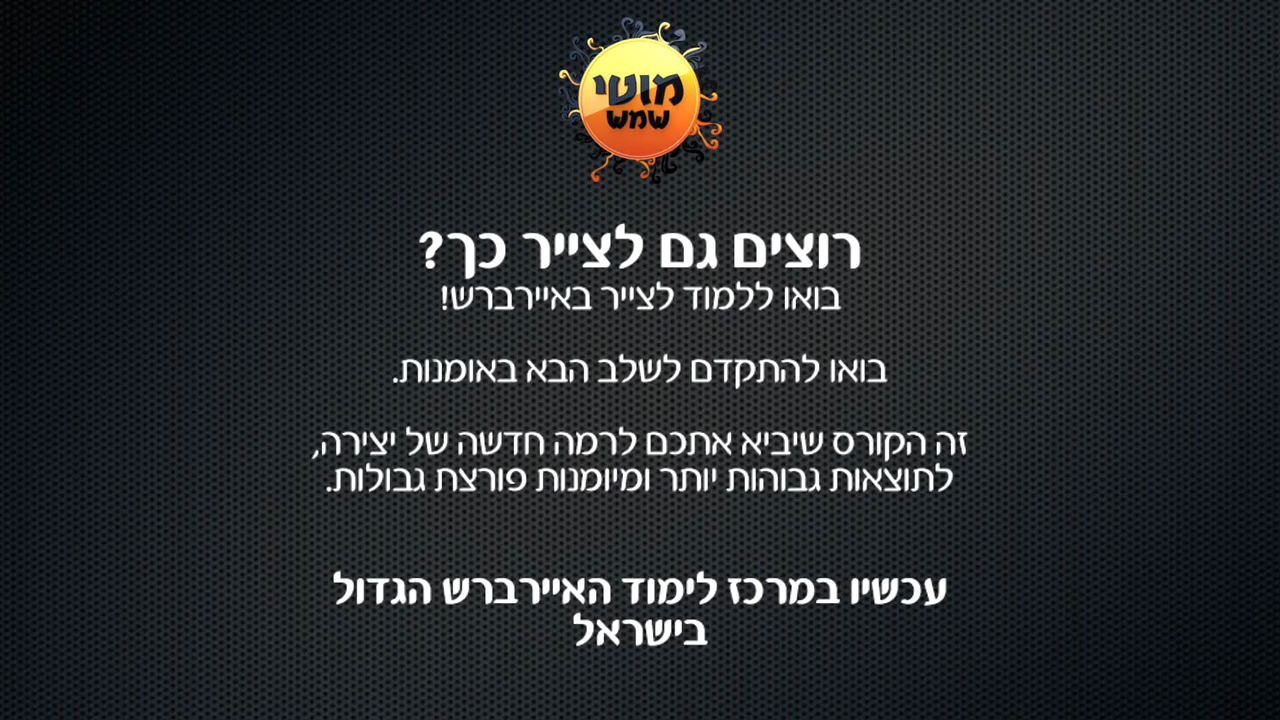 מוטי
שמש
רוצים גם לצייר כך?
בואו ללמוד לצייר באיירברש!
בואו להתקדם לשלב הבא באומנות.
זה הקורס שיביא אתכם לרמה חדשה של יצירה,
לתוצאות גבוהות יותר ומיומנות פורצת גבולות.
עכשיו במרכז לימוד האיירברש הגדול
בישראל